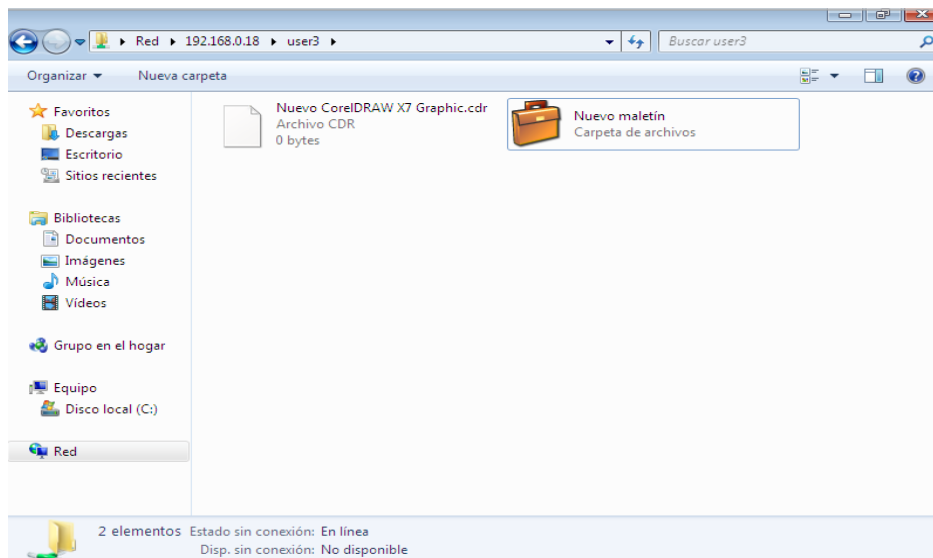 Red 192.168.0.18 user3
Buscar user3
Organizar
Nueva carpeta
Favoritos
Descargas
Escritorio
Sitios recientes
Bibliotecas
Documentos
Imágenes
Música
Vídeos
Grupo en el hogar
Equipo
Disco local (C:)
Red
Nuevo CorelDRAW X7 Graphic.cdr
Archivo CDR
0 bytes
Nuevo maletín
Carpeta de archivos
2 elementos Estado sin conexión: En línea
Disp. sin conexión: No disponible